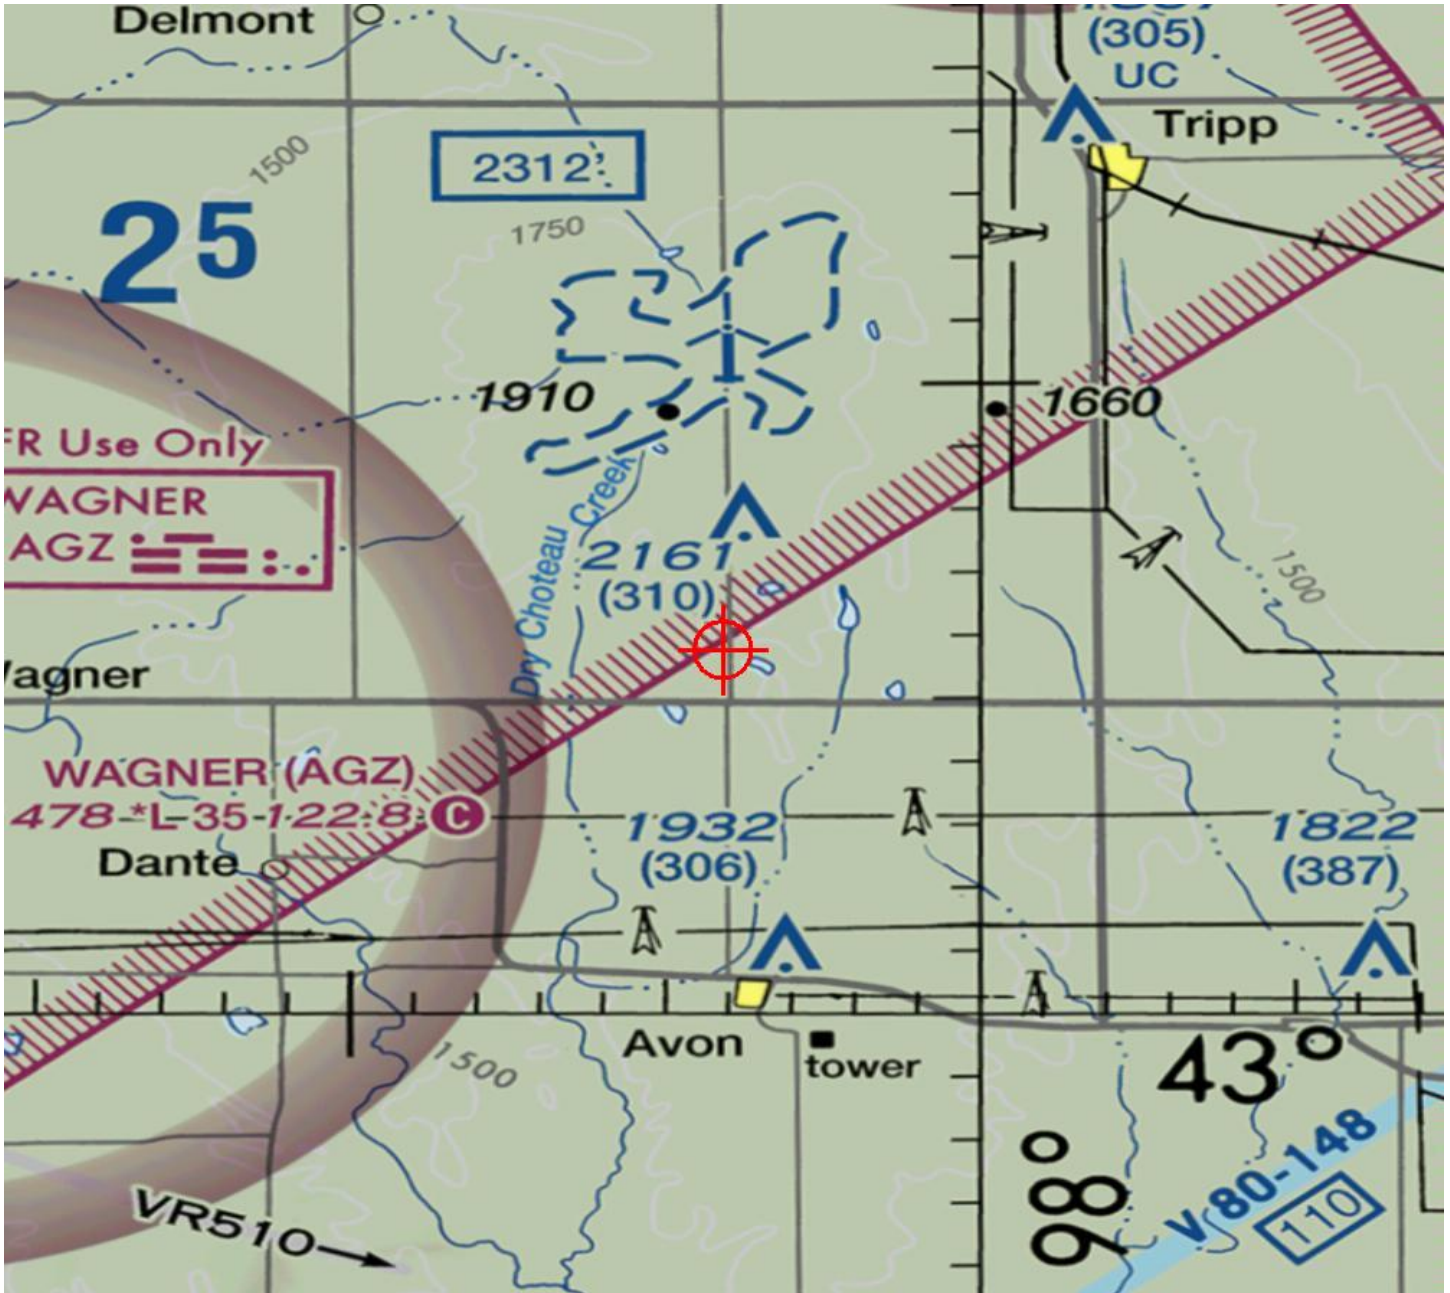 Delmont
(305)
UC
Tripp
1500
2312'
1750
25
1910
1660
FR Use Only
WAGNER
AGZ
Dry Choteau Creek
2161
(310)
1500
Wagner
WAGNER (AGZ)
478 *L 35 122.8 C
1932
(306)
1822
(387)
Dante
Avon
tower
43°
1500
98°
V 80-148
110
VR510